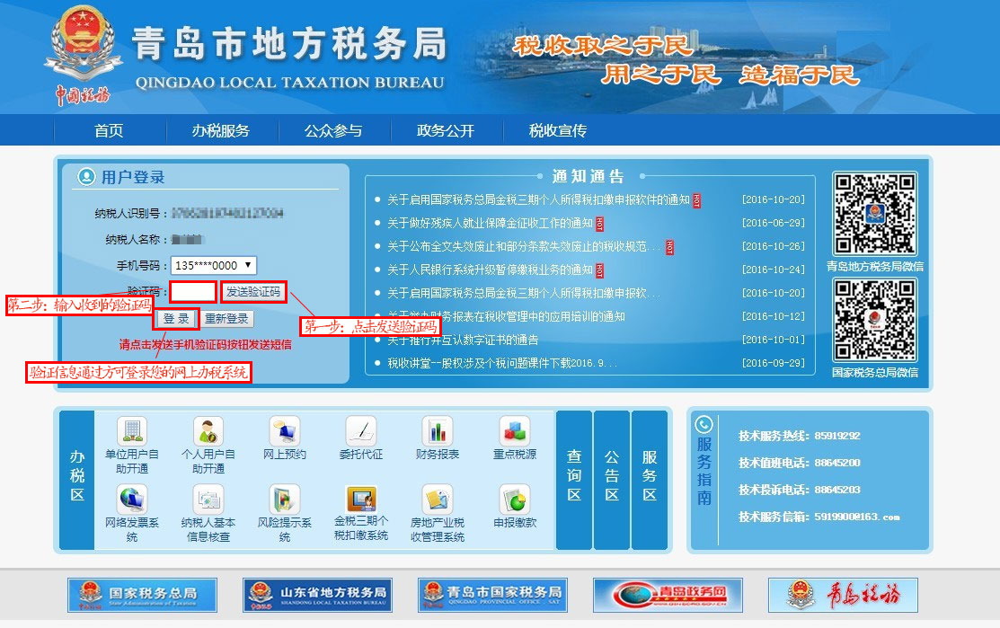 青岛市地方税务局
QINGDAO LOCAL TAXATION BUREAU
中国税务
税收取之于民
用之于民 造福于民
首页 办税服务 公众参与 政务公开 税收宣传
用户登录
纳税人识别号：
纳税人名称：
手机号码： 135****0000
验证码： 发送验证码
第二步：输入收到的验证码
登 录 重新登录
第一步：点击发送验证码
请点击发送手机验证码按钮发送短信
验证信息通过方可登录您的网上办税系统
通知通告
关于启用国家税务总局金税三期个人所得税扣缴申报软件的通知 HOT [2016-10-20]
关于做好残疾人就业保障金征收工作的通知 HOT [2016-06-29]
关于公布全文失效废止和部分条款失效废止的税收规范... HOT [2016-10-26]
关于人民银行系统升级暂停缴税业务的通知 HOT [2016-10-24]
关于启用国家税务总局金税三期个人所得税扣缴申报软... [2016-10-20]
关于举办财务报表在税收管理中的应用培训的通知 [2016-10-12]
关于推行并互认数字证书的通告 [2016-10-01]
税收讲堂--股权涉及个税问题课件下载2016.9... [2016-09-29]
青岛地方税务局微信
国家税务总局微信
办税区
单位用户自助开通
个人用户自助开通
网上预约
委托代征
财务报表
重点税源
网络发票系统
纳税人基本信息核查
风险提示系统
金税三期个税扣缴系统
房地产业税收管理系统
申报缴款
查询区
公告区
服务区
服务指南
技术服务热线：85919292
技术值班电话：88645200
技术投诉电话：88645203
技术服务信箱：5919900@163.com
国家税务总局
State Administration of Taxation
山东省地方税务局
SHANDONG LOCAL TAXATION BUREAU
青岛市国家税务局
QINGDAO PROVINCIAL OFFICE, SAT
青岛政务网
WWW.QINGDAO.GOV.CN
青岛税务